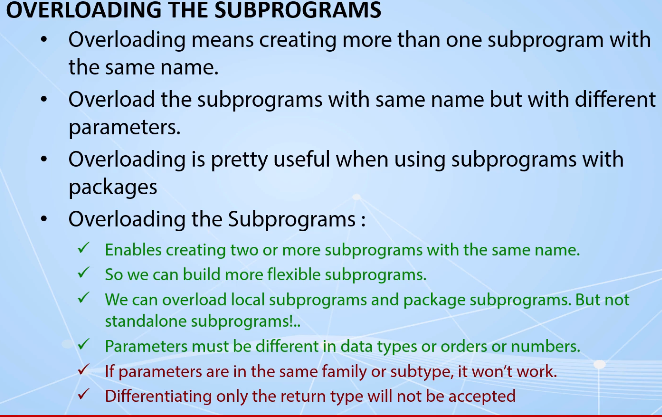 OVERLOADING THE SUBPROGRAMS
• Overloading means creating more than one subprogram with
the same name.
• Overload the subprograms with same name but with different
parameters.
• Overloading is pretty useful when using subprograms with
packages
• Overloading the Subprograms :
✓ Enables creating two or more subprograms with the same name.
✓ So we can build more flexible subprograms.
✓ We can overload local subprograms and package subprograms. But not
standalone subprograms!..
✓ Parameters must be different in data types or orders or numbers.
✓ If parameters are in the same family or subtype, it won't work.
✓ Differentiating only the return type will not be accepted